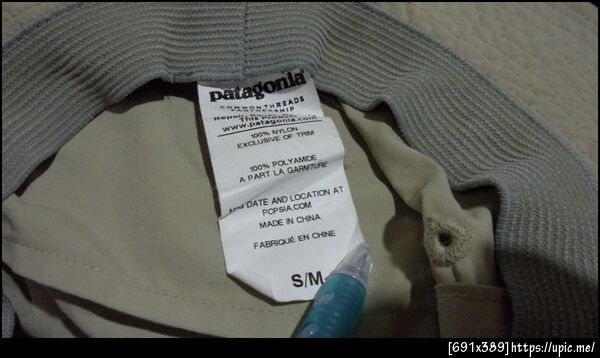 patagonia
COMMON THREADS
PARTNERSHIP
www.patagonia.com
100% NYLON
EXCLUSIVE OF TRIM
100% POLYAMIDE
A PART LA GARNITURE
DATE AND LOCATION AT
PCPSIA.COM
MADE IN CHINA
FABRIQUÉ EN CHINE
S/M
[691x389]https://upic.me/